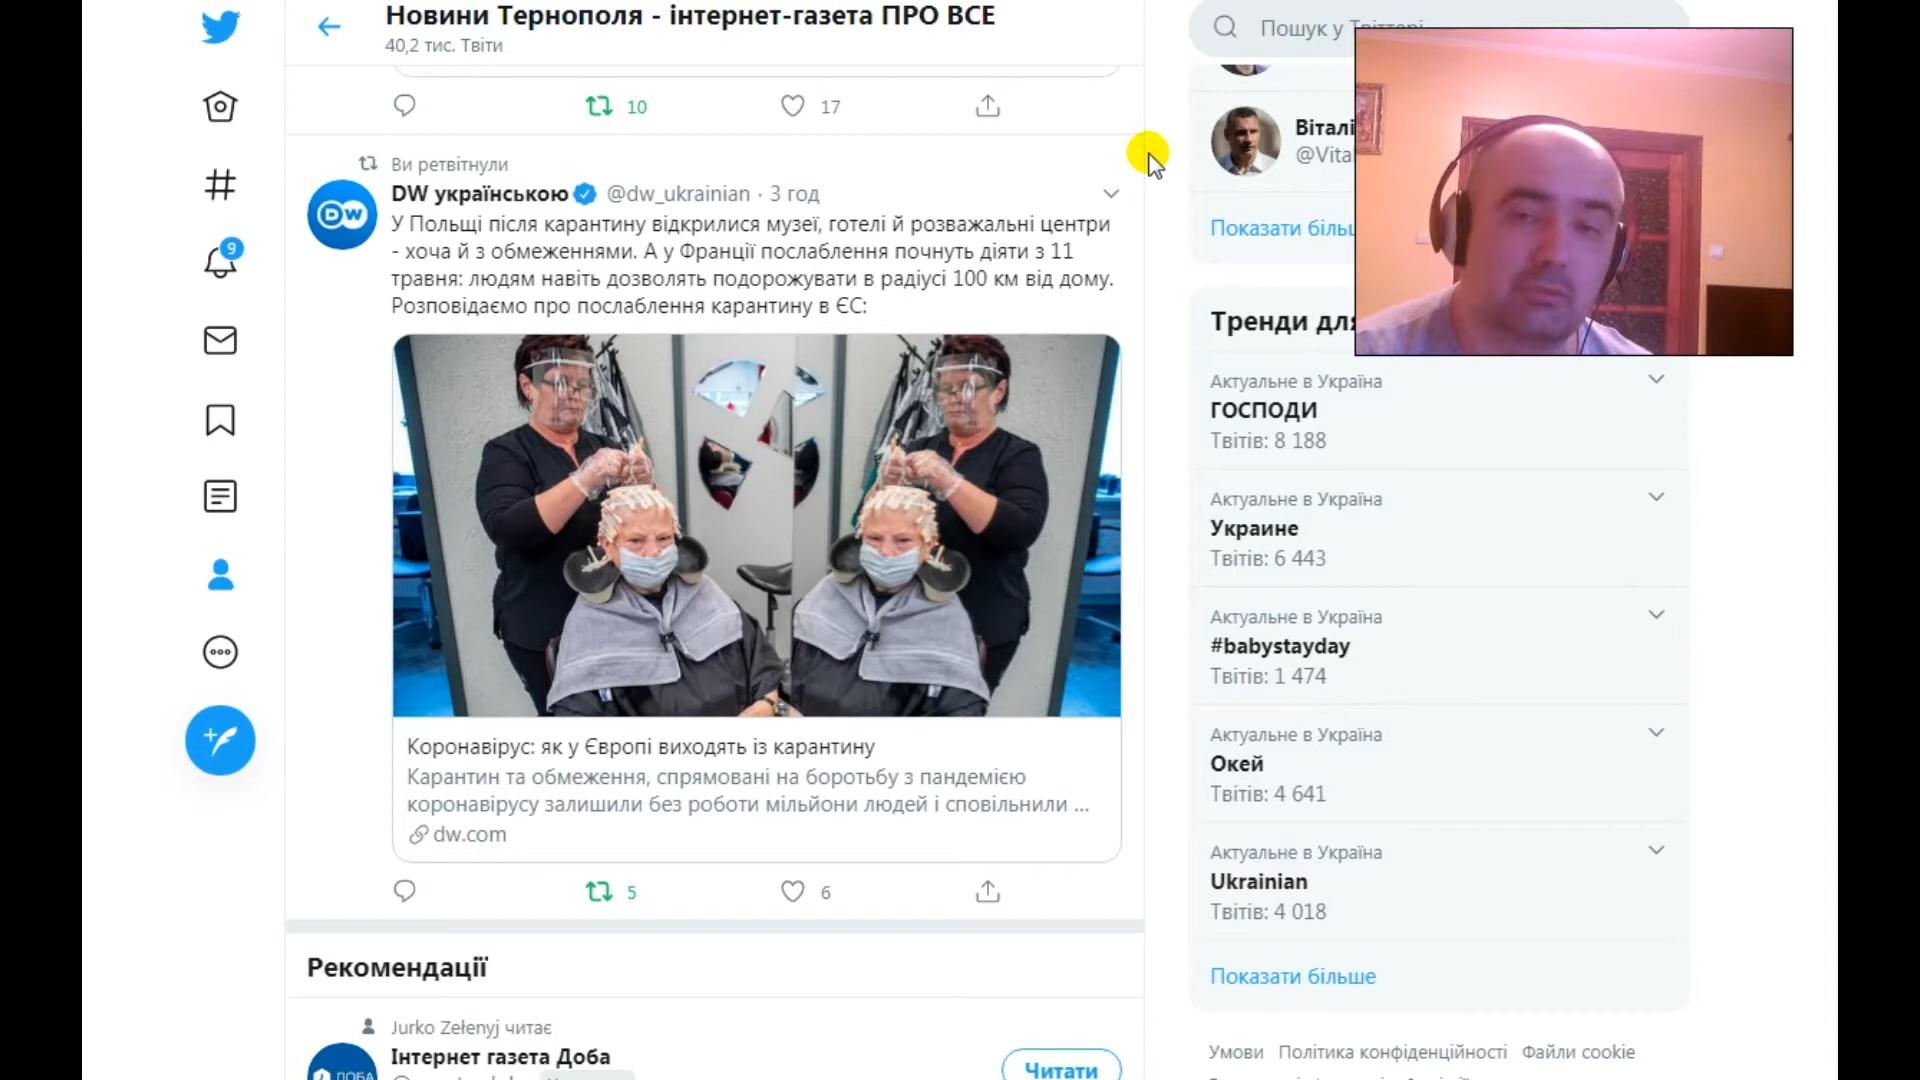 Новини Тернополя - інтернет-газета ПРО ВСЕ
40,2 тис. Твіти
10
17
Ви ретвітнули
DW українською @dw_ukrainian · 3 год
У Польщі після карантину відкрилися музеї, готелі й розважальні центри
- хоча й з обмеженнями. А у Франції послаблення почнуть діяти з 11
травня: людям навіть дозволять подорожувати в радіусі 100 км від дому.
Розповідаємо про послаблення карантину в ЄС:
DW
9
Коронавірус: як у Європі виходять із карантину
Карантин та обмеження, спрямовані на боротьбу з пандемією
коронавірусу залишили без роботи мільйони людей і сповільнили ...
dw.com
5
6
Рекомендації
Jurko Zełenyj читає
Інтернет газета Доба
ДОБА
Читати
Пошук у Твіттері
Віталі
@Vita
Показати біль
Тренди для
Актуальне в Україна
ГОСПОДИ
Твітів: 8 188
Актуальне в Україна
Украине
Твітів: 6 443
Актуальне в Україна
#babystayday
Твітів: 1 474
Актуальне в Україна
Окей
Твітів: 4 641
Актуальне в Україна
Ukrainian
Твітів: 4 018
Показати більше
Умови Політика конфіденційності Файли cookie